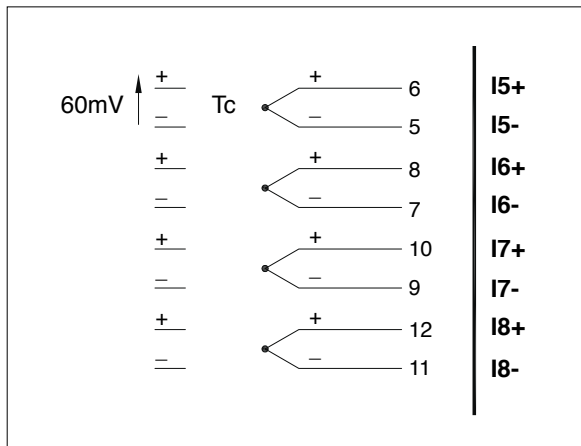 + + 6 I5+
60mV Tc
– – 5 I5-
+ + 8 I6+
– – 7 I6-
+ + 10 I7+
– – 9 I7-
+ + 12 I8+
– – 11 I8-